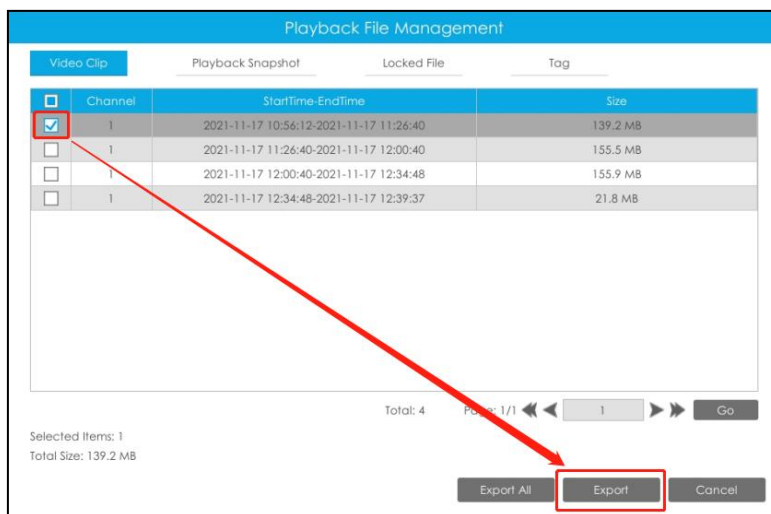 Playback File Management
Video Clip Playback Snapshot Locked File Tag
Channel StartTime-EndTime Size
1 2021-11-17 10:56:12-2021-11-17 11:26:40 139.2 MB
1 2021-11-17 11:26:40-2021-11-17 12:00:40 155.5 MB
1 2021-11-17 12:00:40-2021-11-17 12:34:48 155.9 MB
1 2021-11-17 12:34:48-2021-11-17 12:39:37 21.8 MB
Total: 4 Page: 1/1 1 Go
Selected Items: 1
Total Size: 139.2 MB
Export All Export Cancel